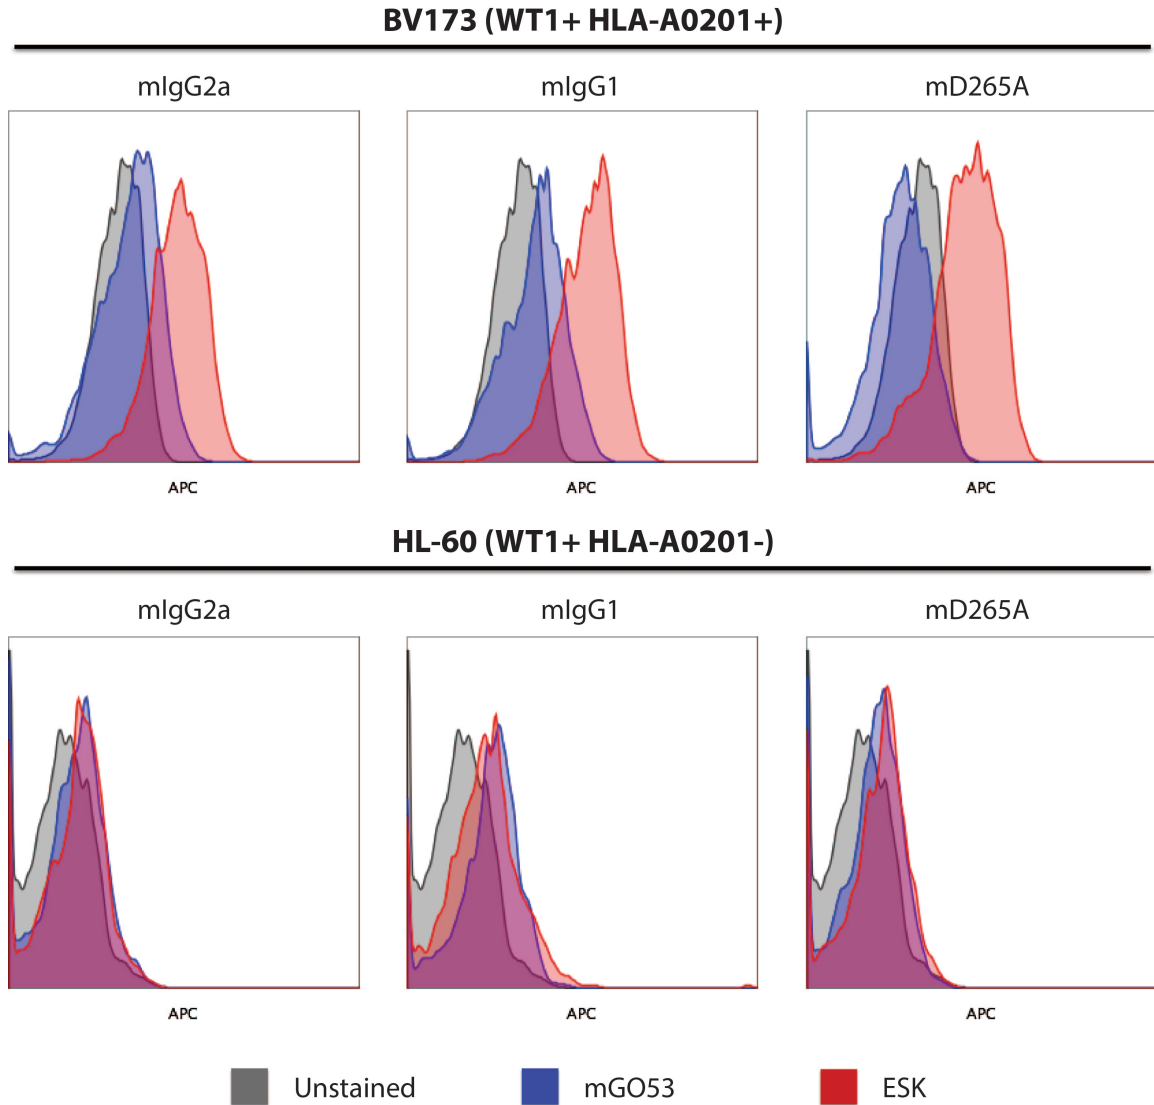 BV173 (WT1+ HLA-A0201+)
mIgG2a mIgG1 mD265A
APC APC APC
HL-60 (WT1+ HLA-A0201-)
mIgG2a mIgG1 mD265A
APC APC APC
Unstained mGO53 ESK